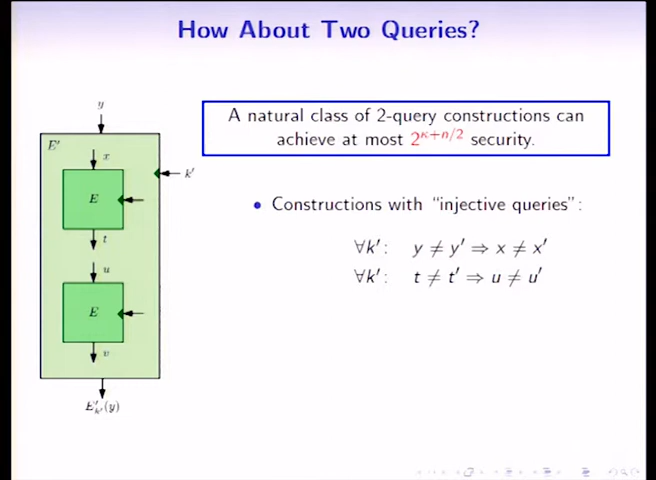 How About Two Queries?
A natural class of 2-query constructions can
achieve at most 2^{κ+n/2} security.
y
E′
x
k′
E
t
u
E
v
E′_{k′}(y)
• Constructions with “injective queries”:
∀k′: y ≠ y′ ⇒ x ≠ x′
∀k′: t ≠ t′ ⇒ u ≠ u′